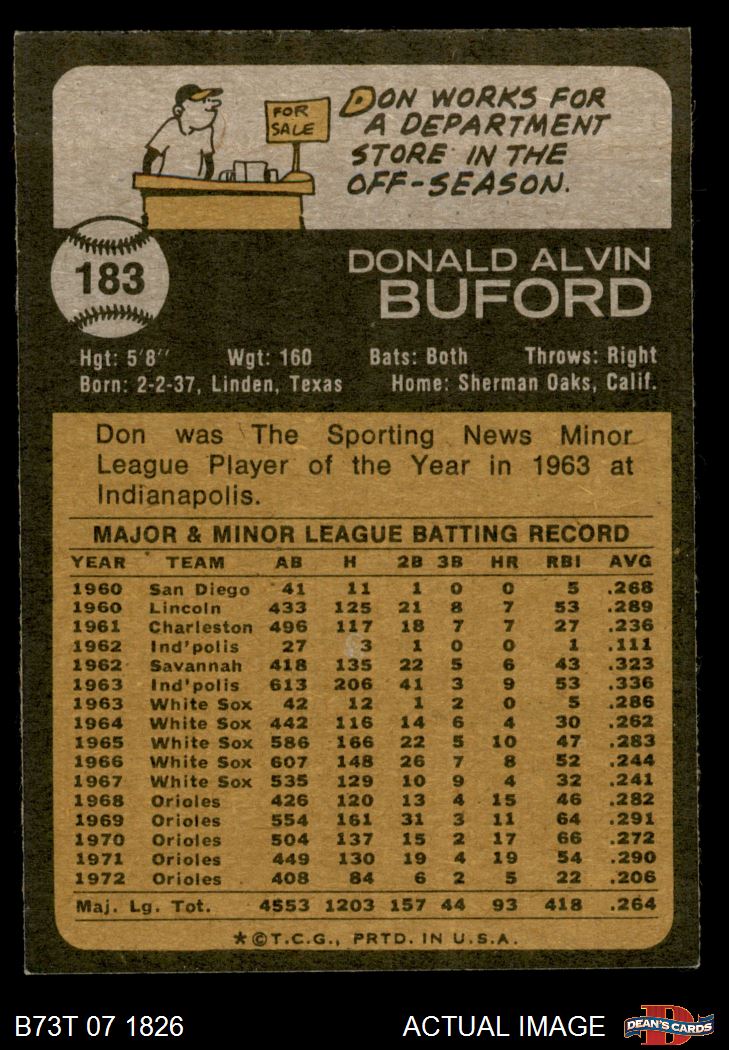 FOR
SALE
DON WORKS FOR
A DEPARTMENT
STORE IN THE
OFF-SEASON.
183
DONALD ALVIN
BUFORD
Hgt: 5'8" Wgt: 160 Bats: Both Throws: Right
Born: 2-2-37, Linden, Texas Home: Sherman Oaks, Calif.
Don was The Sporting News Minor
League Player of the Year in 1963 at
Indianapolis.
MAJOR & MINOR LEAGUE BATTING RECORD
YEAR TEAM AB H 2B 3B HR RBI AVG
1960 San Diego 41 11 1 0 0 5 .268
1960 Lincoln 433 125 21 8 7 53 .289
1961 Charleston 496 117 18 7 7 27 .236
1962 Ind'polis 27 3 1 0 0 1 .111
1962 Savannah 418 135 22 5 6 43 .323
1963 Ind'polis 613 206 41 3 9 53 .336
1963 White Sox 42 12 1 2 0 5 .286
1964 White Sox 442 116 14 6 4 30 .262
1965 White Sox 586 166 22 5 10 47 .283
1966 White Sox 607 148 26 7 8 52 .244
1967 White Sox 535 129 10 9 4 32 .241
1968 Orioles 426 120 13 4 15 46 .282
1969 Orioles 554 161 31 3 11 64 .291
1970 Orioles 504 137 15 2 17 66 .272
1971 Orioles 449 130 19 4 19 54 .290
1972 Orioles 408 84 6 2 5 22 .206
Maj. Lg. Tot. 4553 1203 157 44 93 418 .264
*©T.C.G., PRTD. IN U.S.A.
B73T 07 1826 ACTUAL IMAGE
D
DEAN'S CARDS